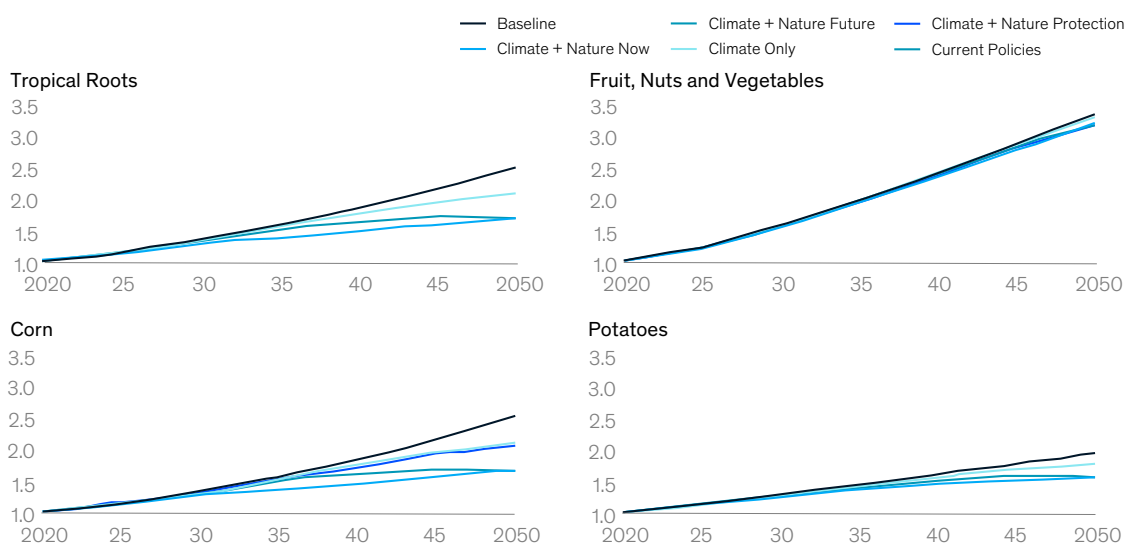 Baseline Climate + Nature Future Climate + Nature Protection
Climate + Nature Now Climate Only Current Policies
Tropical Roots
3.5
3.0
2.5
2.0
1.5
1.0
2020 25 30 35 40 45 2050
Fruit, Nuts and Vegetables
3.5
3.0
2.5
2.0
1.5
1.0
2020 25 30 35 40 45 2050
Corn
3.5
3.0
2.5
2.0
1.5
1.0
2020 25 30 35 40 45 2050
Potatoes
3.5
3.0
2.5
2.0
1.5
1.0
2020 25 30 35 40 45 2050